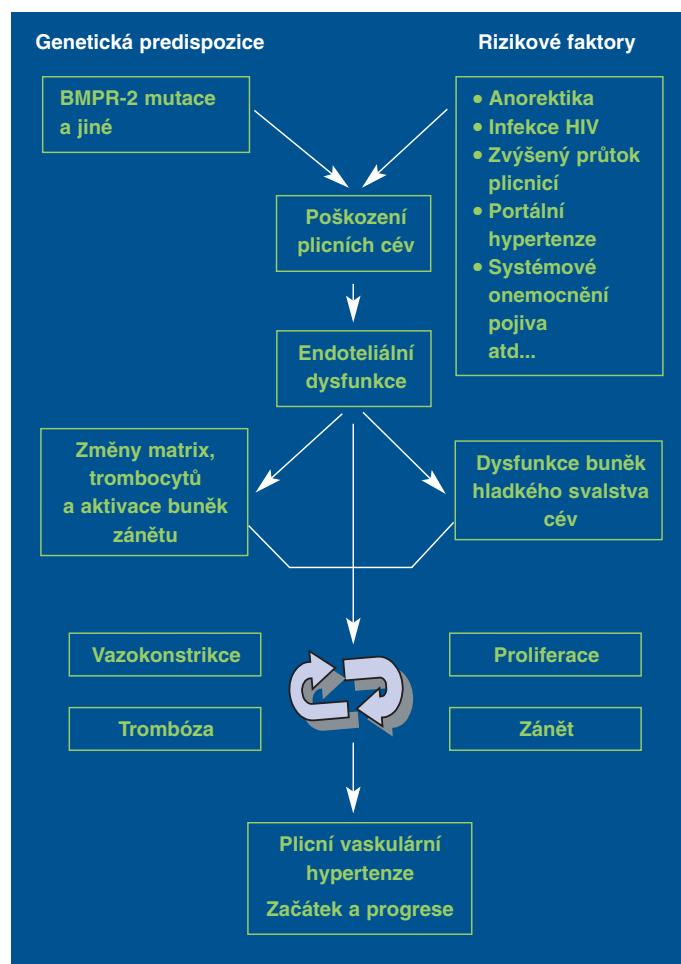 Genetická predispozice
Rizikové faktory
BMPR-2 mutace
a jiné
• Anorektika
• Infekce HIV
• Zvýšený průtok
plicnicí
• Portální
hypertenze
• Systémové
onemocnění
pojiva
atd...
Poškození
plicních cév
Endoteliální
dysfunkce
Změny matrix,
trombocytů
a aktivace buněk
zánětu
Dysfunkce buněk
hladkého svalstva
cév
Vazokonstrikce
Proliferace
Trombóza
Zánět
Plicní vaskulární
hypertenze
Začátek a progrese